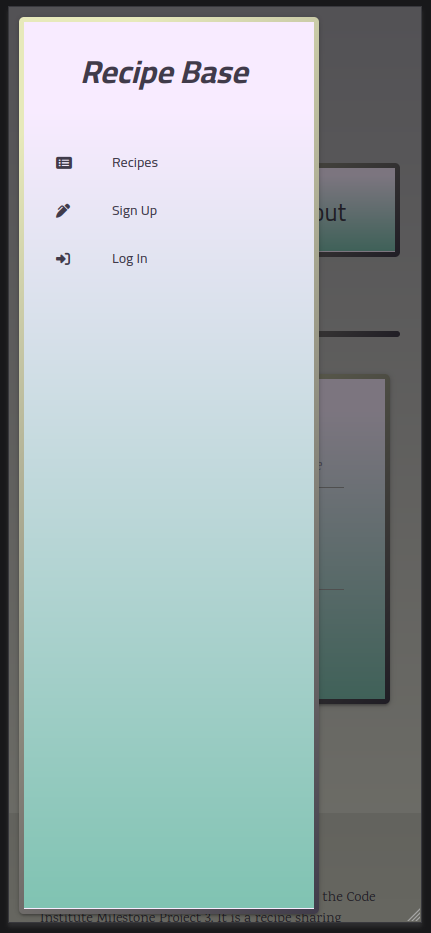 Recipe Base
Recipes
out
Sign Up
Log In
the Code
Institute Milestone Project 3. It is a recipe sharing